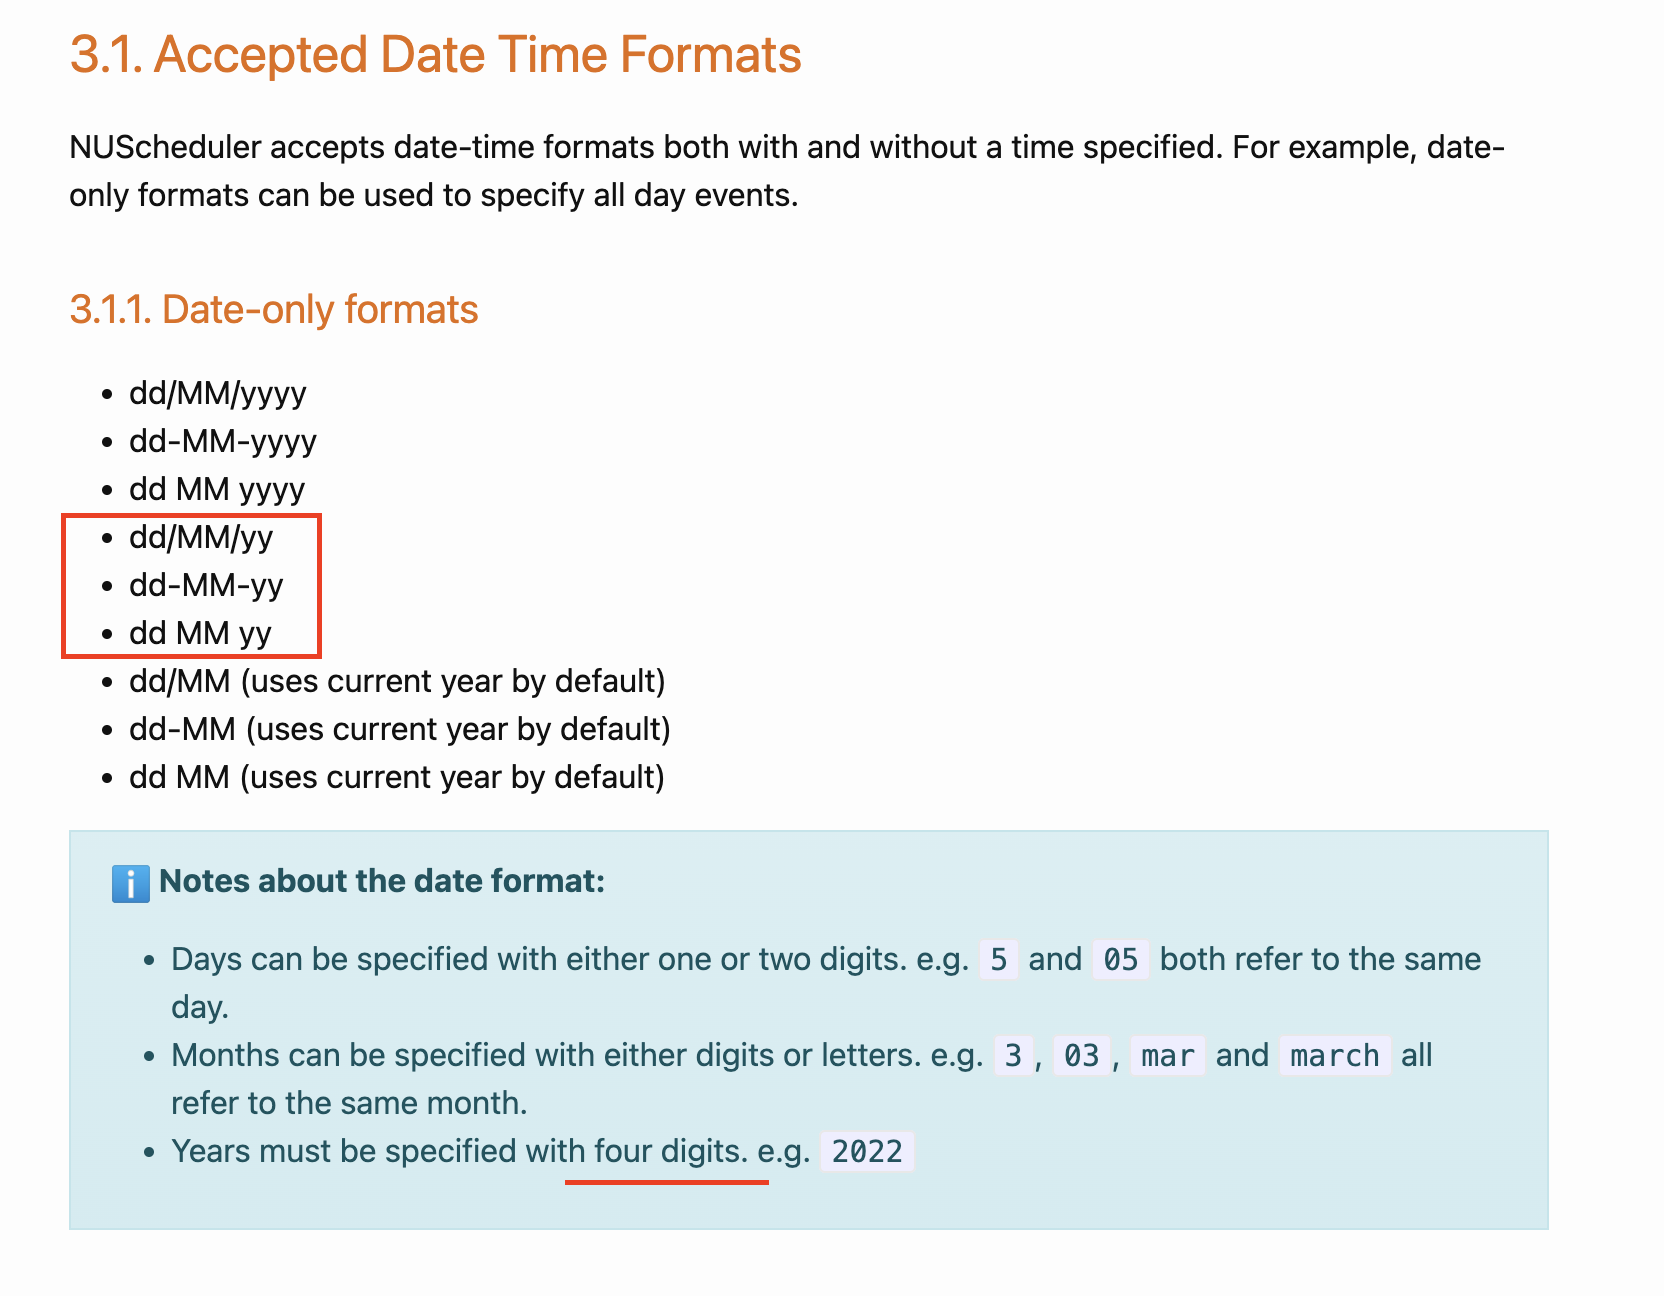 3.1. Accepted Date Time Formats
NUScheduler accepts date-time formats both with and without a time specified. For example, date-
only formats can be used to specify all day events.
3.1.1. Date-only formats
• dd/MM/yyyy
• dd-MM-yyyy
• dd MM yyyy
• dd/MM/yy
• dd-MM-yy
• dd MM yy
• dd/MM (uses current year by default)
• dd-MM (uses current year by default)
• dd MM (uses current year by default)
ℹ️ Notes about the date format:
• Days can be specified with either one or two digits. e.g. 5 and 05 both refer to the same
day.
• Months can be specified with either digits or letters. e.g. 3, 03, mar and march all
refer to the same month.
• Years must be specified with four digits. e.g. 2022